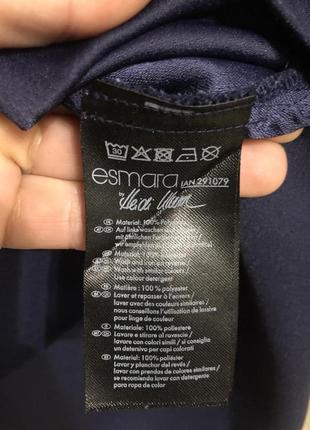 30
esmara IAN 291079
by Heidi Klum
Material: 100% Polyester
Auf links waschen
mit ähnlichen
Material: 100% polyester
Wash and iron
Wash with similar colours /
Use colour detergent
Matière : 100 % polyester
Laver et repasser à l'envers /
laver avec des couleurs similaires /
nous conseillons l'utilisation de
produit pour linge de couleur
Materiale: 100% poliestere
Lavare e stirare al rovescio /
lavare con colori simili / si consiglia
un detersivo per capi colorati
Material: 100% poliéster
Lavar y planchar del revés /
lavar con prendas de colores similares /
se recomienda lavar con detergente
para ropa de color